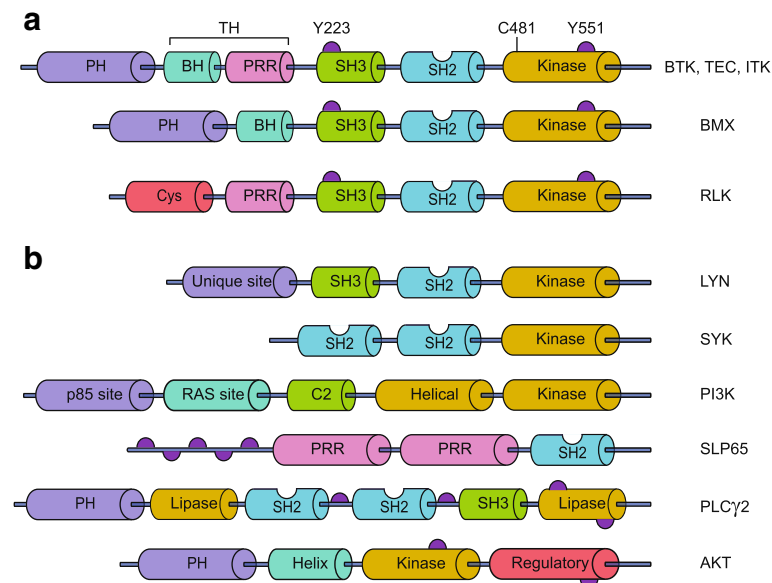 a
TH Y223 C481 Y551
PH BH PRR SH3 SH2 Kinase BTK, TEC, ITK
PH BH SH3 SH2 Kinase BMX
Cys PRR SH3 SH2 Kinase RLK
b
Unique site SH3 SH2 Kinase LYN
SH2 SH2 Kinase SYK
p85 site RAS site C2 Helical Kinase PI3K
PRR PRR SH2 SLP65
PH Lipase SH2 SH2 SH3 Lipase PLCγ2
PH Helix Kinase Regulatory AKT